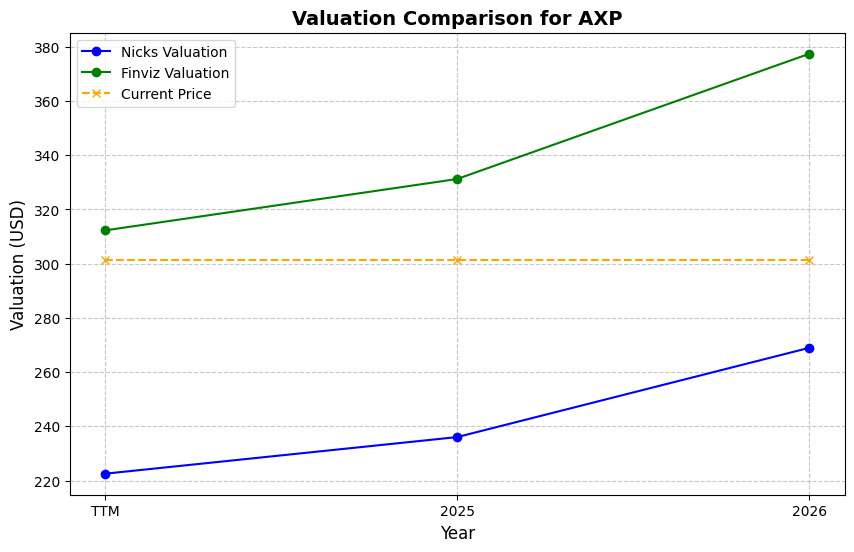 Valuation Comparison for AXP
Nicks Valuation
Finviz Valuation
Current Price
Valuation (USD)
380
360
340
320
300
280
260
240
220
TTM
2025
2026
Year